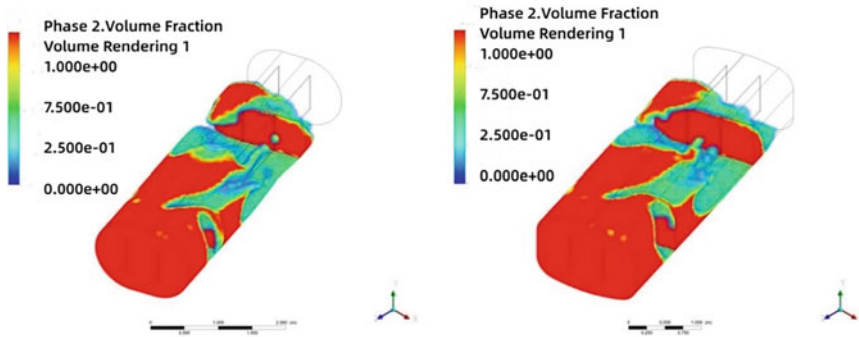 Phase 2.Volume Fraction
Volume Rendering 1
1.000e+00
7.500e-01
2.500e-01
0.000e+00
Phase 2.Volume Fraction
Volume Rendering 1
1.000e+00
7.500e-01
2.500e-01
0.000e+00